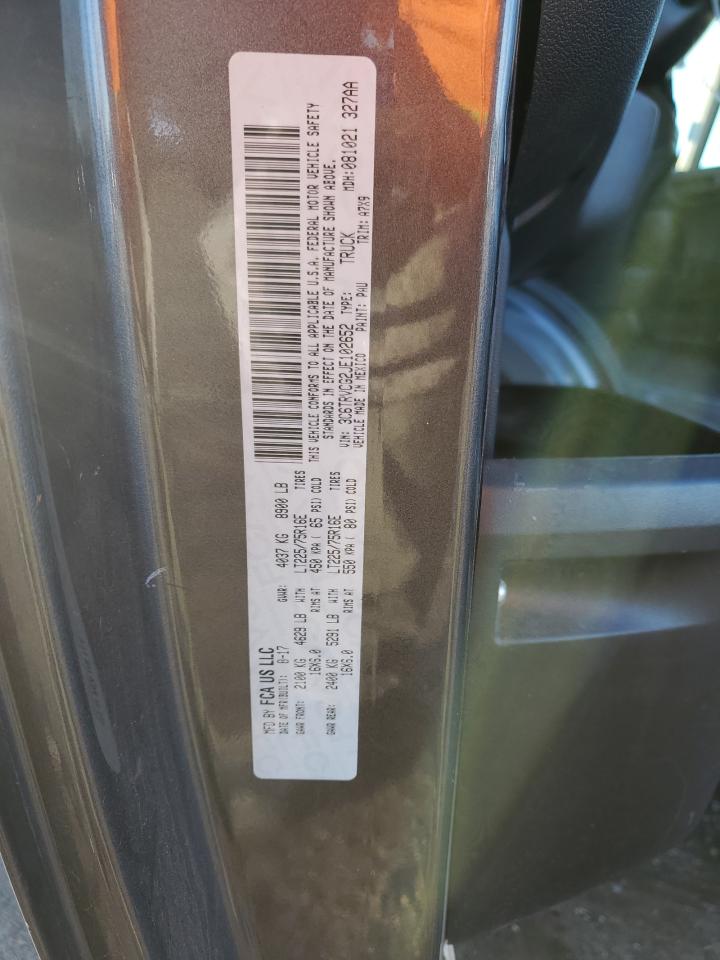 MFD BY FCA US LLC
DATE OF MFR(BUILT): 8-17 GVWR: 4037 KG 8900 LB
GAWR FRONT: 2100 KG 4629 LB WITH LT225/75R16E TIRES
16X6.0 RIMS AT 450 KPA ( 65 PSI) COLD
GAWR REAR: 2400 KG 5291 LB WITH LT225/75R16E TIRES
16X6.0 RIMS AT 550 KPA ( 80 PSI) COLD
THIS VEHICLE CONFORMS TO ALL APPLICABLE U.S.A. FEDERAL MOTOR VEHICLE SAFETY
STANDARDS IN EFFECT ON THE DATE OF MANUFACTURE SHOWN ABOVE.
VIN: 3C6TRVCG2JE102652 TYPE: TRUCK MDH: 081021 327AA
VEHICLE MADE IN MEXICO PAINT: PAU TRIM: A7X9